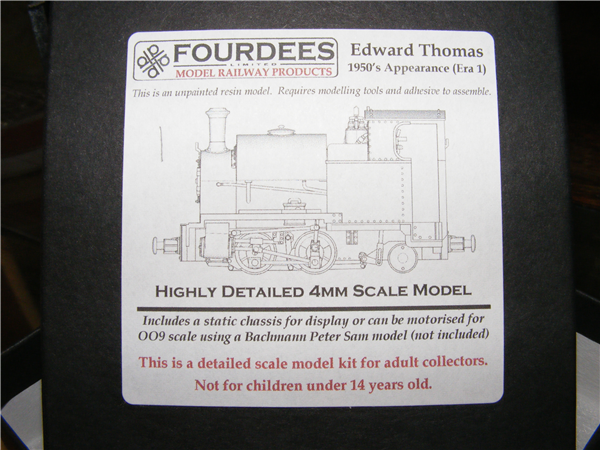 FOURDEES
LIMITED
MODEL RAILWAY PRODUCTS
Edward Thomas
1950's Appearance (Era 1)
This is an unpainted resin model. Requires modelling tools and adhesive to assemble.
HIGHLY DETAILED 4MM SCALE MODEL
Includes a static chassis for display or can be motorised for
OO9 scale using a Bachmann Peter Sam model (not included)
This is a detailed scale model kit for adult collectors.
Not for children under 14 years old.